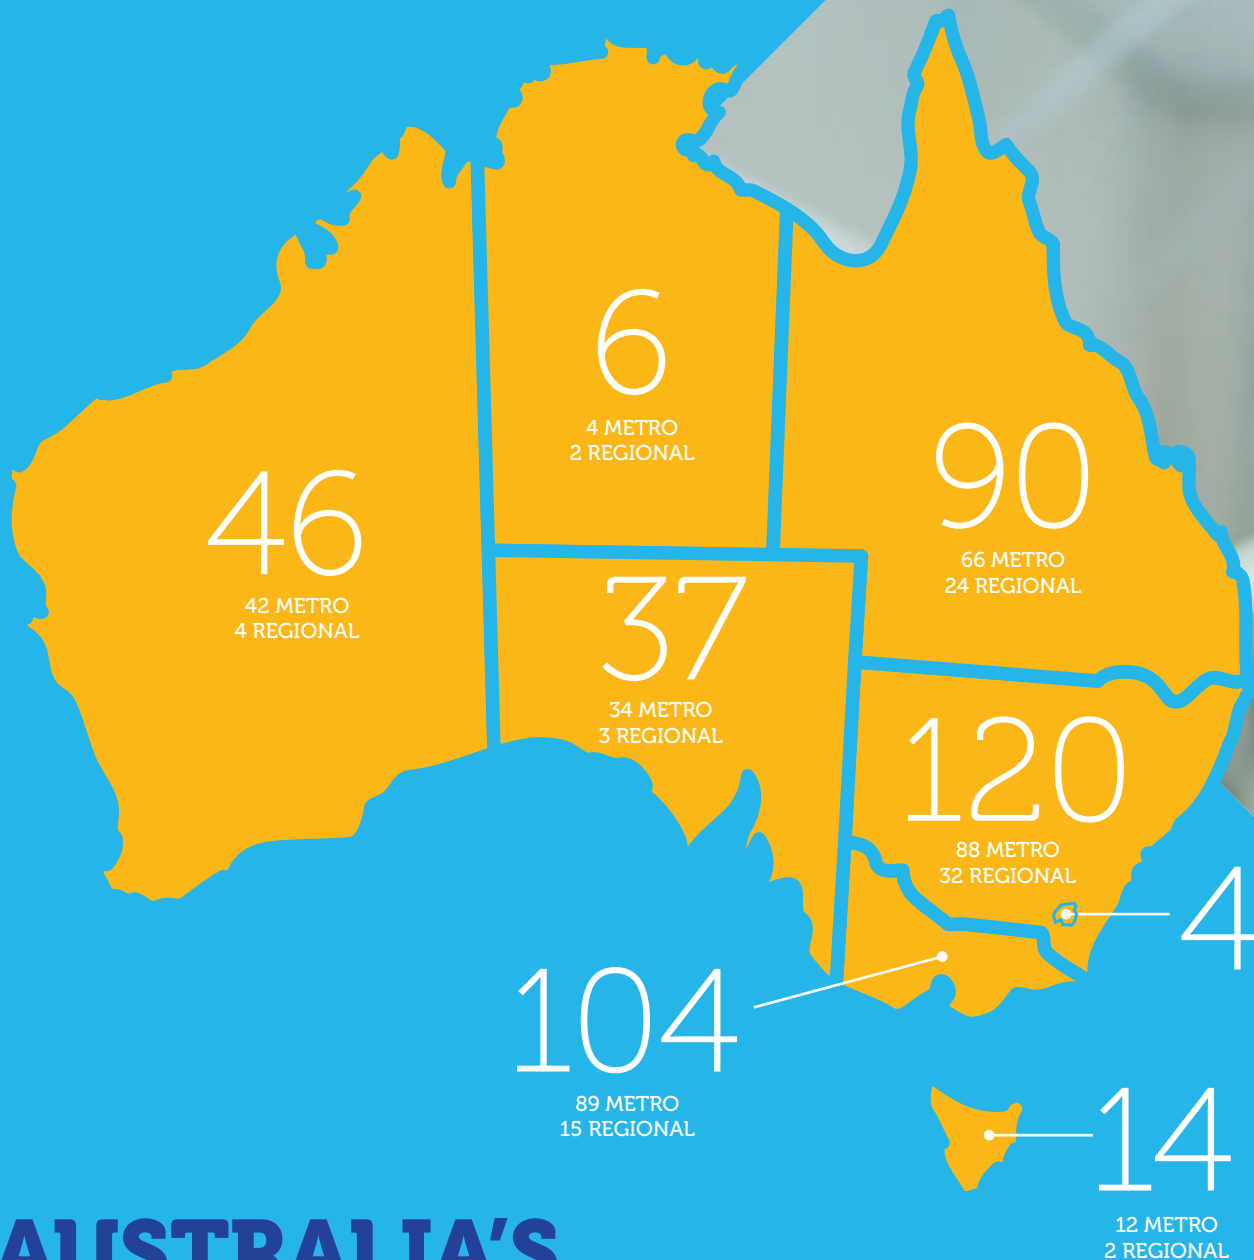 6
4 METRO
2 REGIONAL
90
66 METRO
24 REGIONAL
46
42 METRO
4 REGIONAL
37
34 METRO
3 REGIONAL
120
88 METRO
32 REGIONAL
4
104
89 METRO
15 REGIONAL
14
12 METRO
2 REGIONAL
AUSTRALIA'S